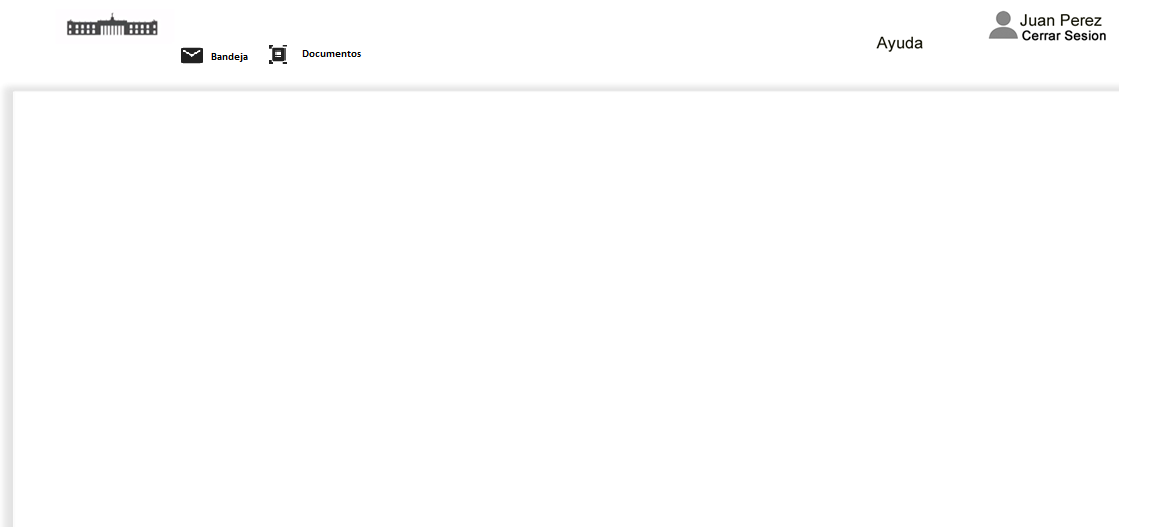 Juan Perez
Cerrar Sesion
Ayuda
Bandeja
Documentos